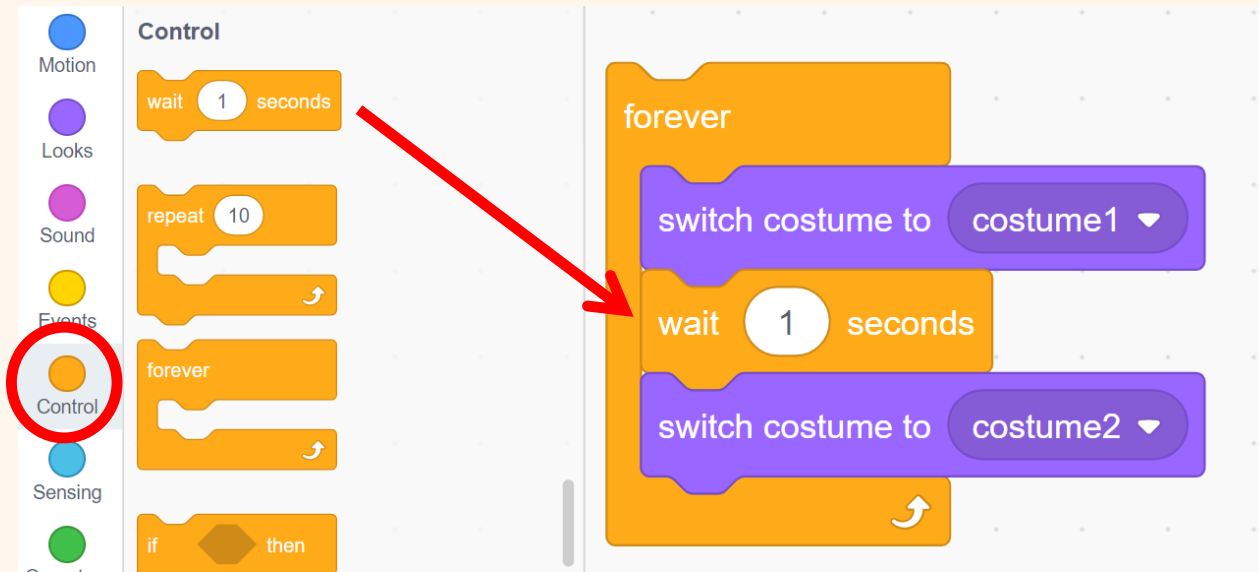 Motion
Looks
Sound
Events
Control
Sensing
Control
wait 1 seconds
repeat 10
forever
if then
forever
switch costume to costume1
wait 1 seconds
switch costume to costume2